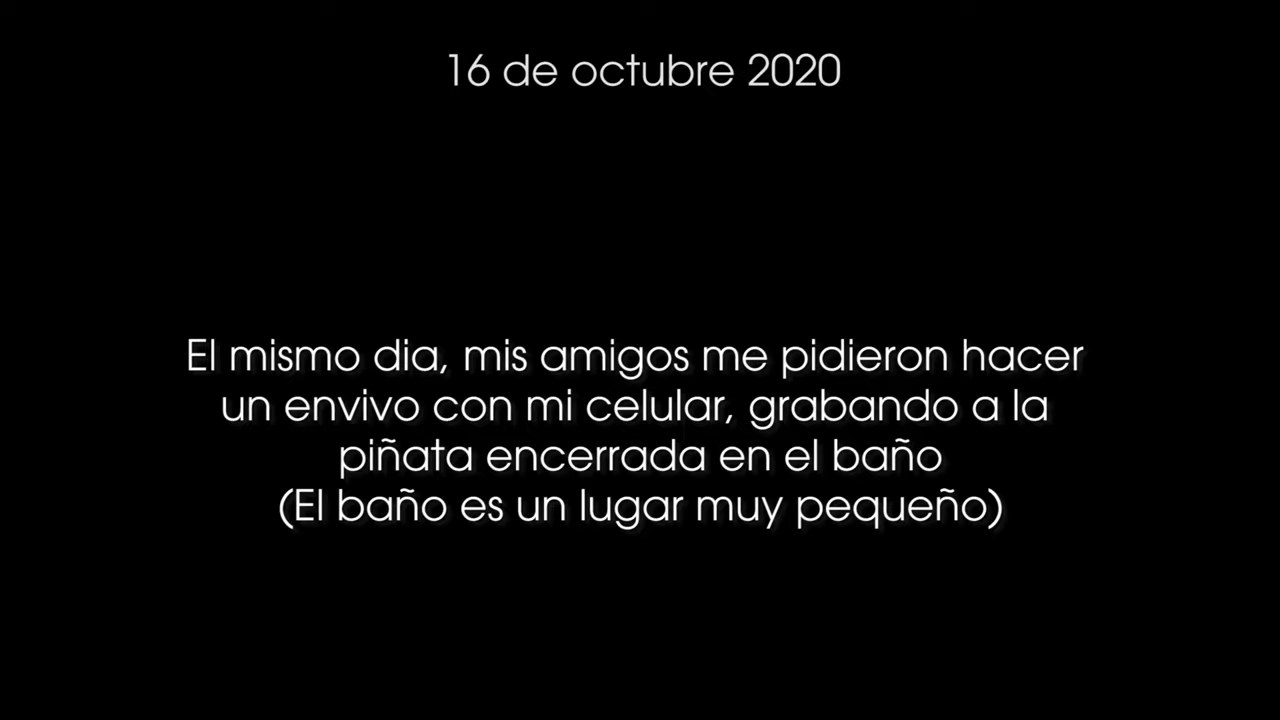 16 de octubre 2020
El mismo dia, mis amigos me pidieron hacer
un envivo con mi celular, grabando a la
piñata encerrada en el baño
(El baño es un lugar muy pequeño)